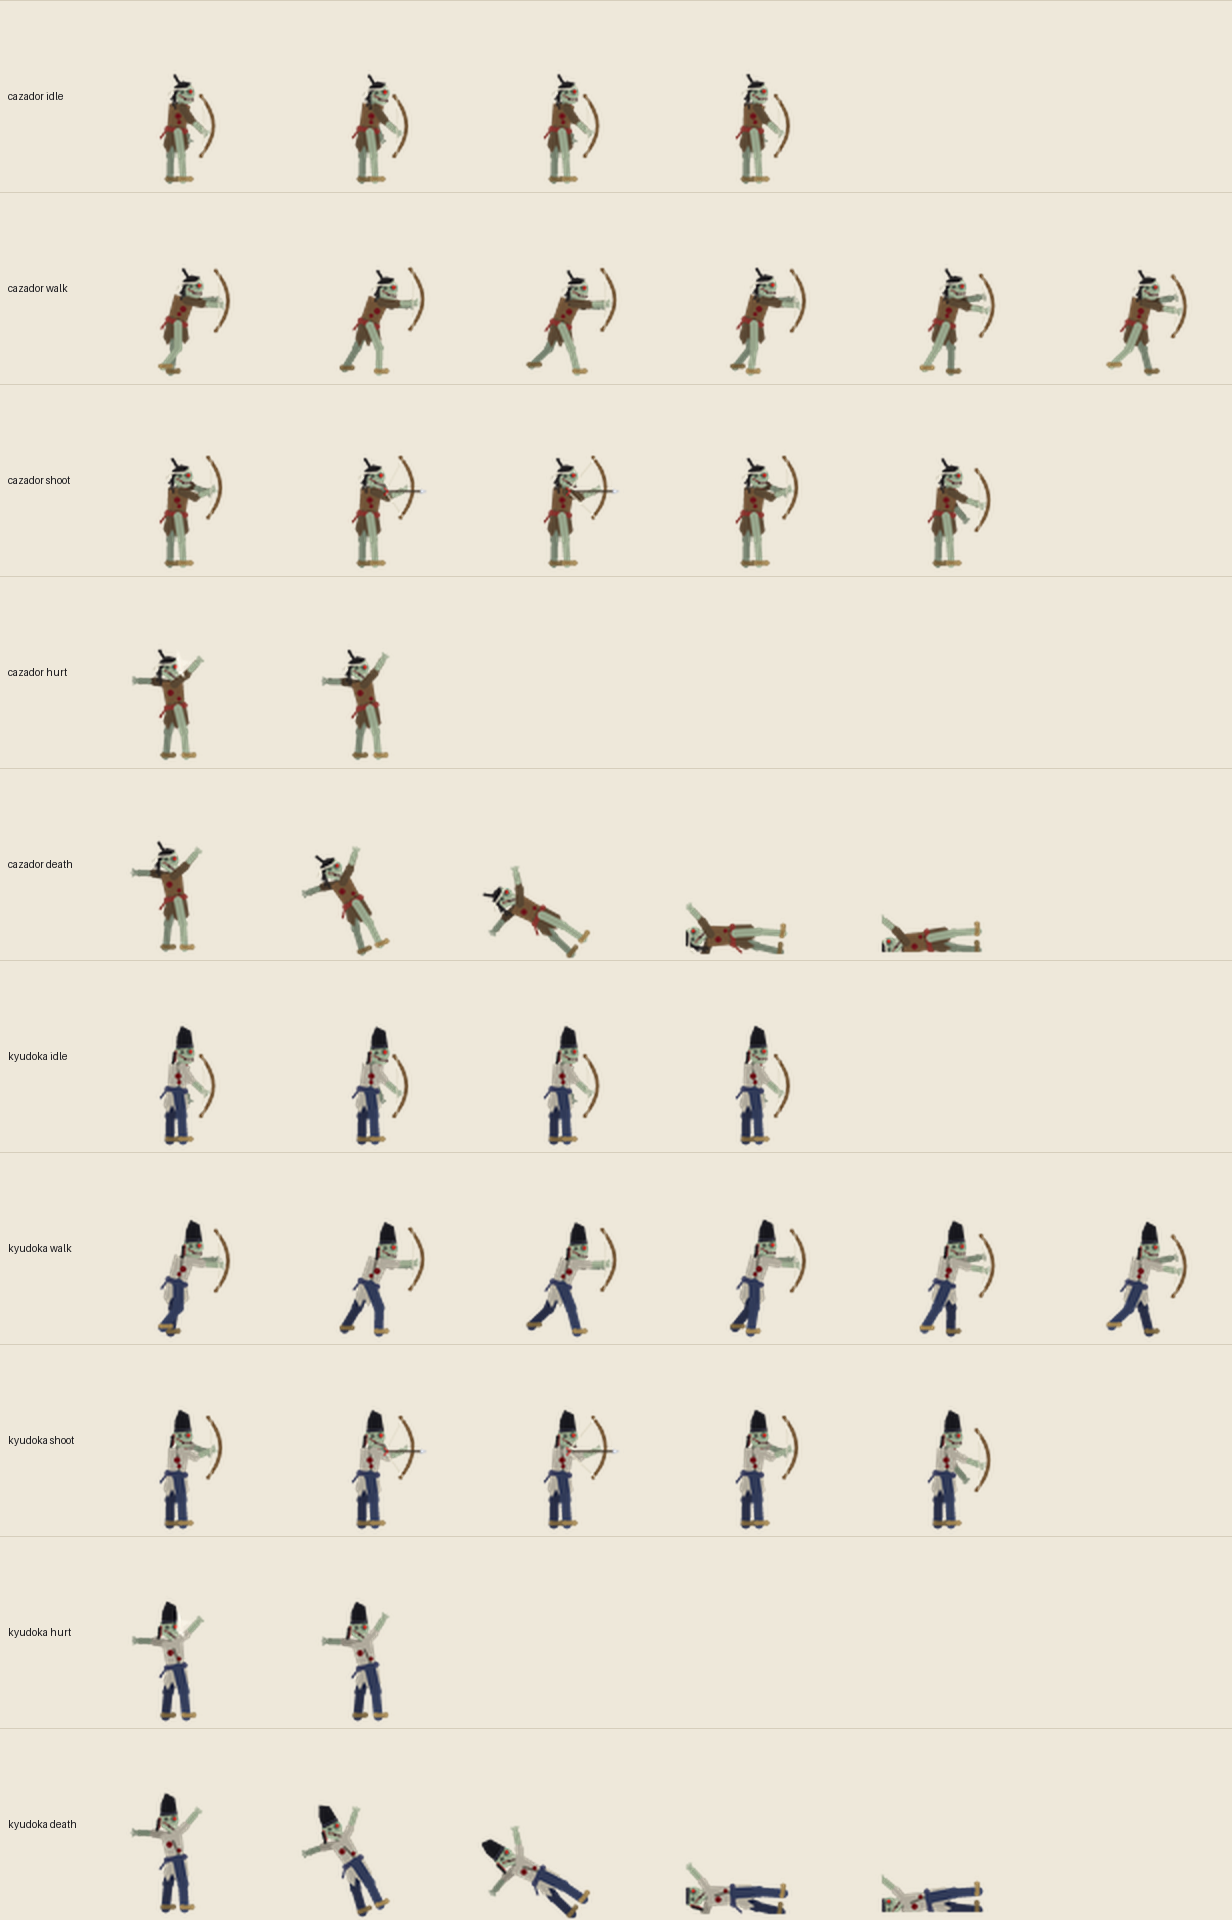 cazador idle
cazador walk
cazador shoot
cazador hurt
cazador death
kyudoka idle
kyudoka walk
kyudoka shoot
kyudoka hurt
kyudoka death